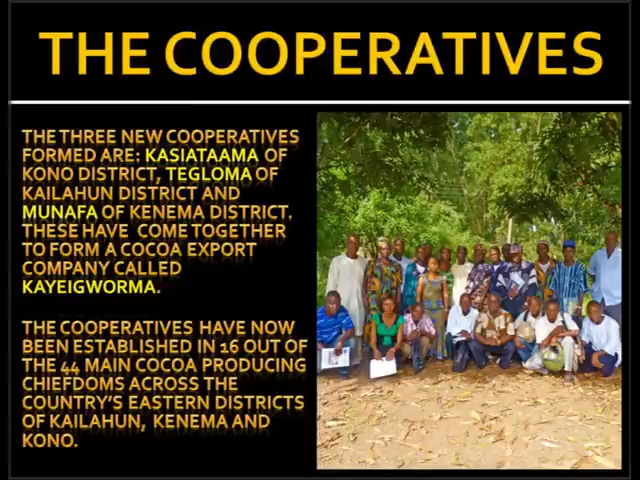 THE COOPERATIVES
THE THREE NEW COOPERATIVES
FORMED ARE: KASIATAAMA OF
KONO DISTRICT, TEGLOMA OF
KAILAHUN DISTRICT AND
MUNAFA OF KENEMA DISTRICT.
THESE HAVE COME TOGETHER
TO FORM A COCOA EXPORT
COMPANY CALLED
KAYEIGWORMA.
THE COOPERATIVES HAVE NOW
BEEN ESTABLISHED IN 16 OUT OF
THE 44 MAIN COCOA PRODUCING
CHIEFDOMS ACROSS THE
COUNTRY'S EASTERN DISTRICTS
OF KAILAHUN, KENEMA AND
KONO.